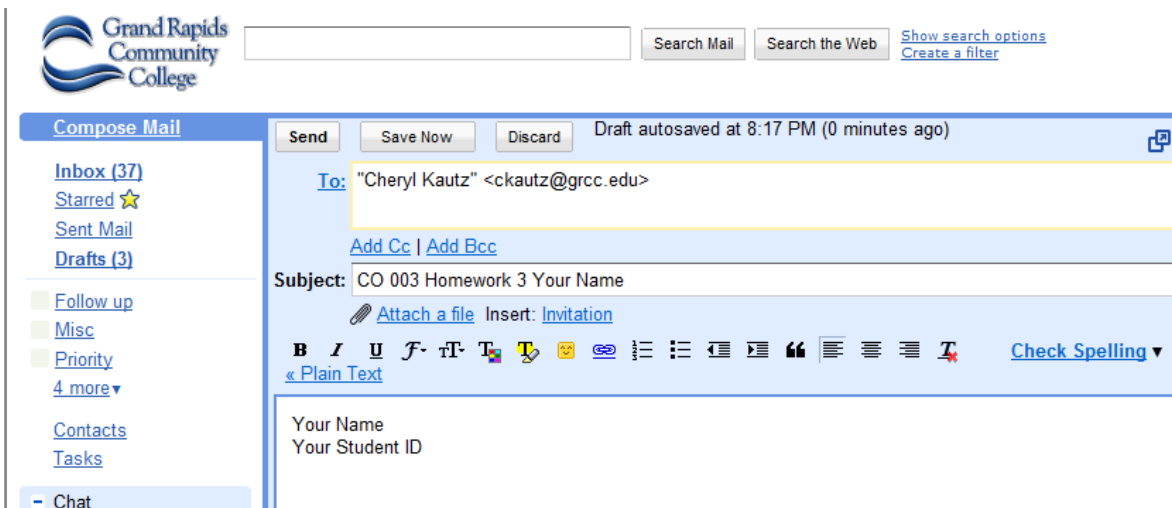 Grand Rapids
Community
College
Search Mail Search the Web Show search options
Create a filter
Compose Mail
Inbox (37)
Starred
Sent Mail
Drafts (3)
Follow up
Misc
Priority
4 more▾
Contacts
Tasks
− Chat
Send Save Now Discard Draft autosaved at 8:17 PM (0 minutes ago)
To: "Cheryl Kautz" <ckautz@grcc.edu>
Add Cc | Add Bcc
Subject: CO 003 Homework 3 Your Name
Attach a file Insert: Invitation
B I U F T T T Check Spelling ▾
« Plain Text
Your Name
Your Student ID